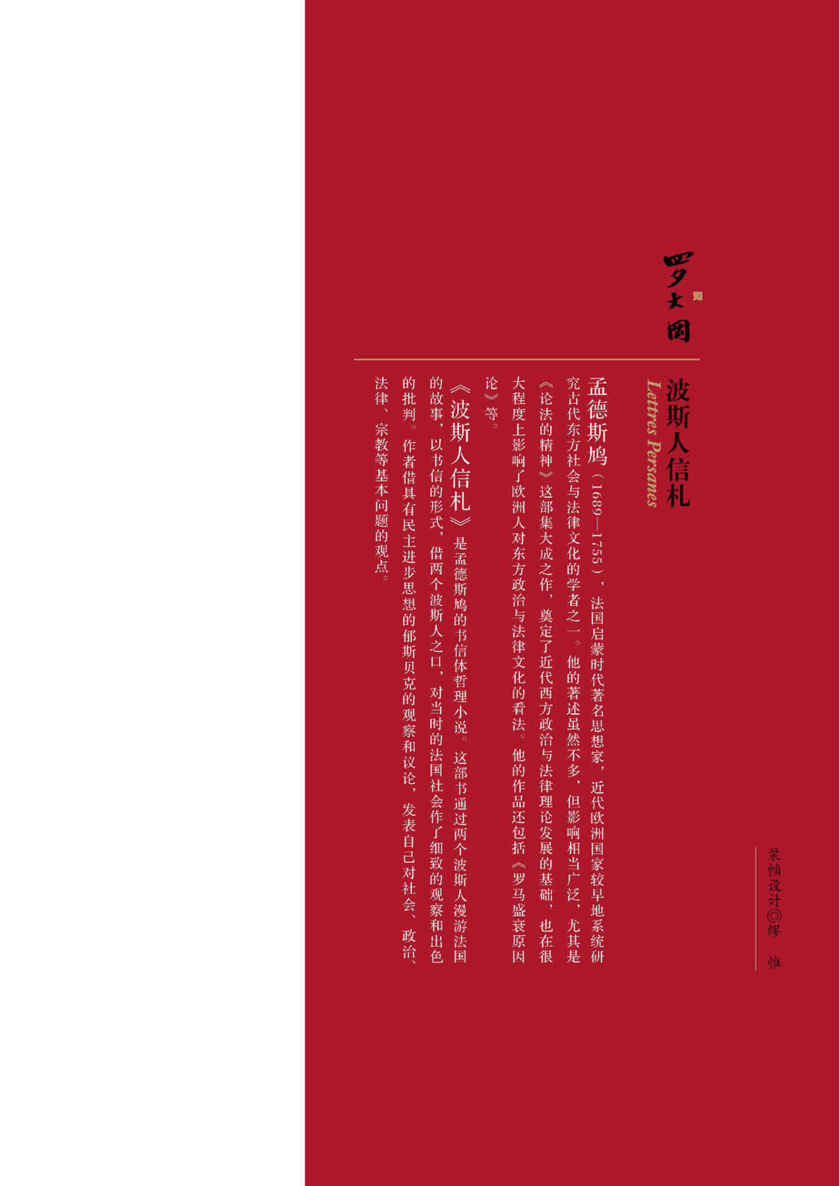 罗大冈
波斯人信札
Lettres Persanes
孟德斯鸠（1689—1755），法国启蒙时代著名思想家，近代欧洲国家较早地系统研
究古代东方社会与法律文化的学者之一。他的著述虽然不多，但影响相当广泛，尤其是
《论法的精神》这部集大成之作，奠定了近代西方政治与法律理论发展的基础，也在很
大程度上影响了欧洲人对东方政治与法律文化的看法。他的作品还包括《罗马盛衰原因
论》等。
《波斯人信札》是孟德斯鸠的书信体哲理小说。这部书通过两个波斯人漫游法国
的故事，以书信的形式，借两个波斯人之口，对当时的法国社会作了细致的观察和出色
的批判。作者借具有民主进步思想的郁斯贝克的观察和议论，发表自己对社会、政治、
法律、宗教等基本问题的观点。
装帧设计◎缪 惟